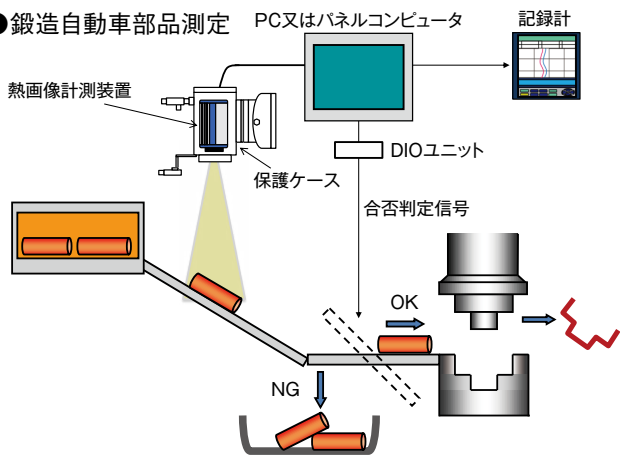 ●鍛造自動車部品測定
PC又はパネルコンピュータ
記録計
熱画像計測装置
DIOユニット
保護ケース
合否判定信号
OK
NG